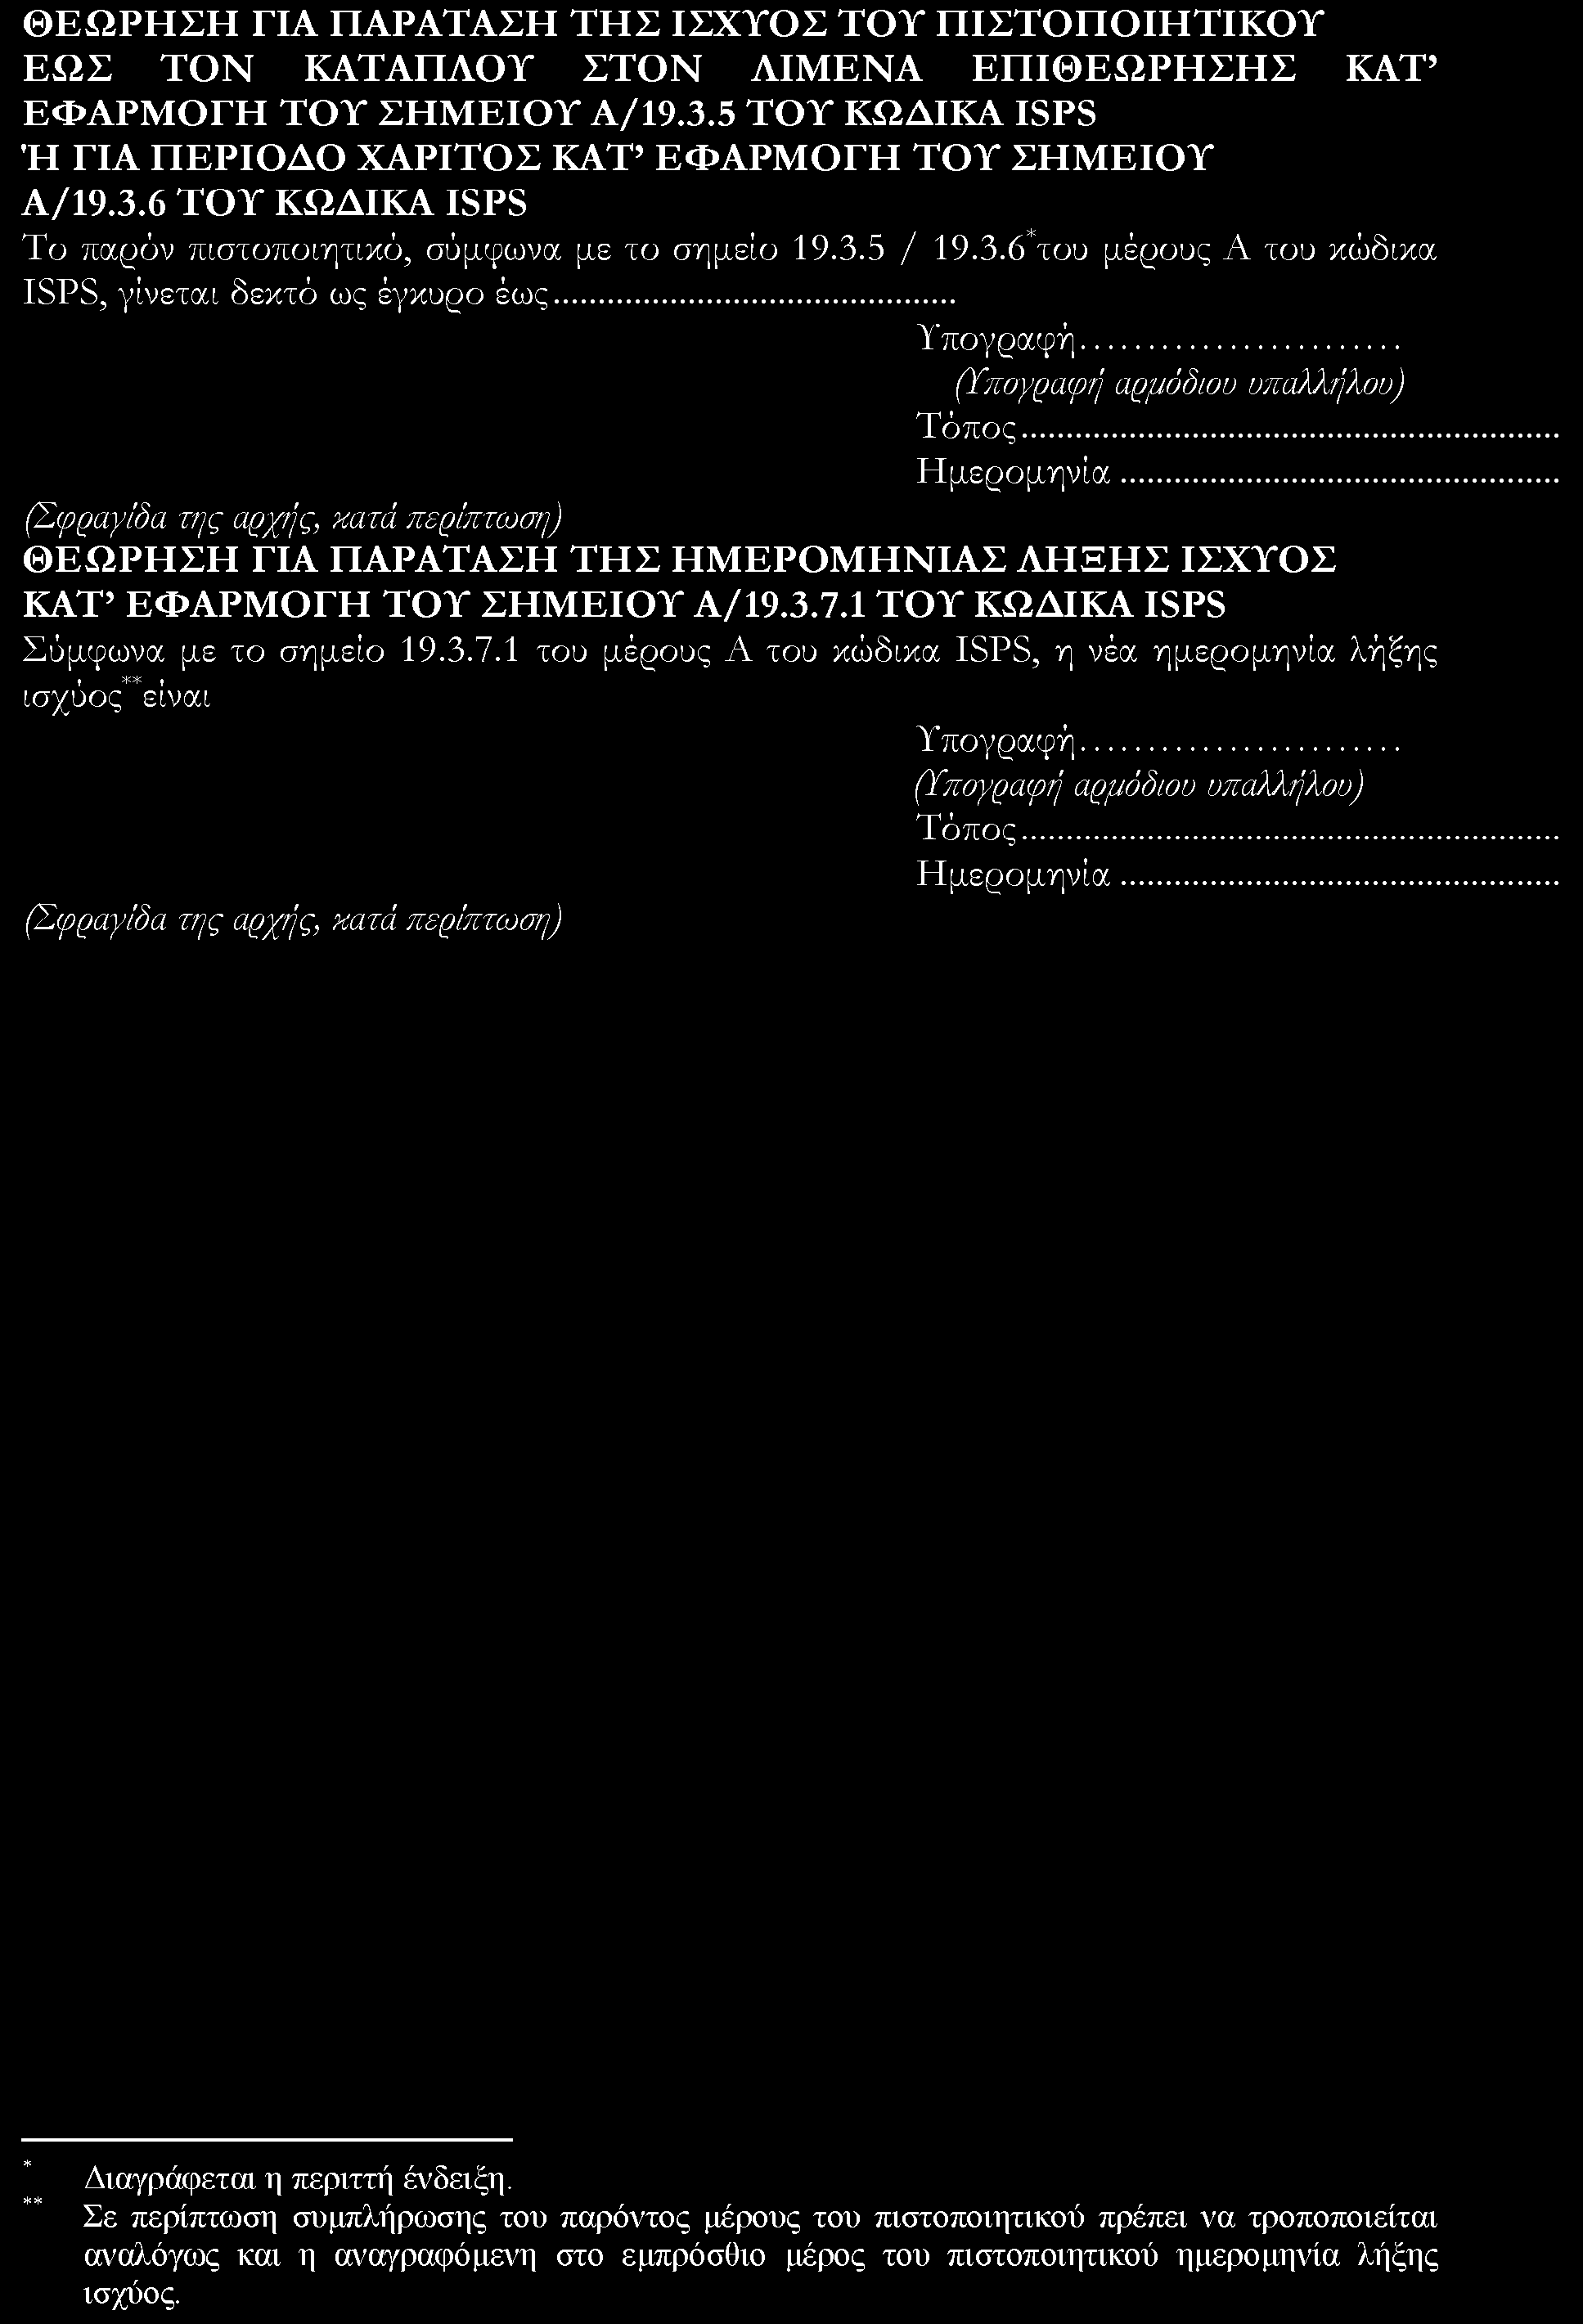 ΘΕΩΡΗΣΗ ΓΙΑ ΠΑΡΑΤΑΣΗ ΤΗΣ ΙΣΧΥΟΣ ΤΟΥ ΠΙΣΤΟΠΟΙΗΤΙΚΟΥ
ΕΩΣ ΤΟΝ ΚΑΤΑΠΛΟΥ ΣΤΟΝ ΛΙΜΕΝΑ ΕΠΙΘΕΩΡΗΣΗΣ ΚΑΤ’
ΕΦΑΡΜΟΓΗ ΤΟΥ ΣΗΜΕΙΟΥ Α/19.3.5 ΤΟΥ ΚΩΔΙΚΑ ISPS
Ή ΓΙΑ ΠΕΡΙΟΔΟ ΧΑΡΙΤΟΣ ΚΑΤ’ ΕΦΑΡΜΟΓΗ ΤΟΥ ΣΗΜΕΙΟΥ
Α/19.3.6 ΤΟΥ ΚΩΔΙΚΑ ISPS
Το παρόν πιστοποιητικό, σύμφωνα με το σημείο 19.3.5 / 19.3.6*του μέρους Α του κώδικα
ISPS, γίνεται δεκτό ως έγκυρο έως.............................................
Υπογραφή........................
(Υπογραφή αρμόδιου υπαλλήλου)
Τόπος............................................................
Ημερομηνία.................................................
(Σφραγίδα της αρχής, κατά περίπτωση)
ΘΕΩΡΗΣΗ ΓΙΑ ΠΑΡΑΤΑΣΗ ΤΗΣ ΗΜΕΡΟΜΗΝΙΑΣ ΛΗΞΗΣ ΙΣΧΥΟΣ
ΚΑΤ’ ΕΦΑΡΜΟΓΗ ΤΟΥ ΣΗΜΕΙΟΥ Α/19.3.7.1 ΤΟΥ ΚΩΔΙΚΑ ISPS
Σύμφωνα με το σημείο 19.3.7.1 του μέρους Α του κώδικα ISPS, η νέα ημερομηνία λήξης
ισχύος**είναι
Υπογραφή........................
(Υπογραφή αρμόδιου υπαλλήλου)
Τόπος............................................................
Ημερομηνία.................................................
(Σφραγίδα της αρχής, κατά περίπτωση)
* Διαγράφεται η περιττή ένδειξη.
** Σε περίπτωση συμπλήρωσης του παρόντος μέρους του πιστοποιητικού πρέπει να τροποποιείται
αναλόγως και η αναγραφόμενη στο εμπρόσθιο μέρος του πιστοποιητικού ημερομηνία λήξης
ισχύος.